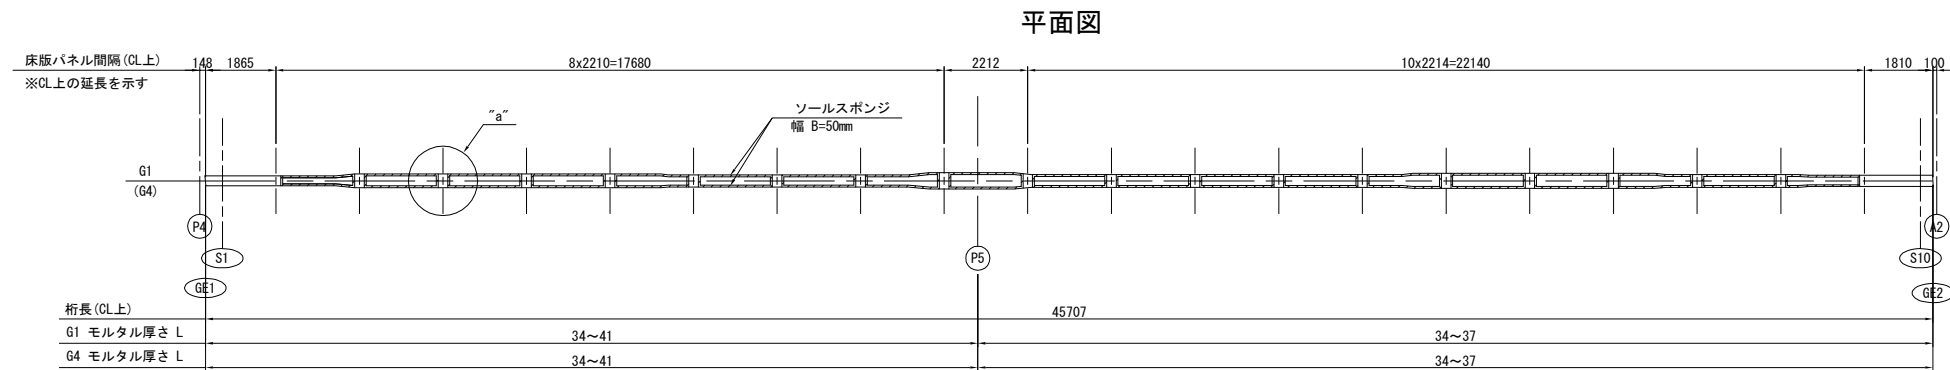 平面図
床版パネル間隔(CL上)
148 1865 8x2210=17680 2212 10x2214=22140 1810 100
※CL上の延長を示す
"a"
ソールスポンジ
幅 B=50mm
G1
(G4)
P4 A2
S1 P5 S10
GE1 GE2
桁長(CL上) 45707
G1 モルタル厚さ L 34～41 34～37
G4 モルタル厚さ L 34～41 34～37